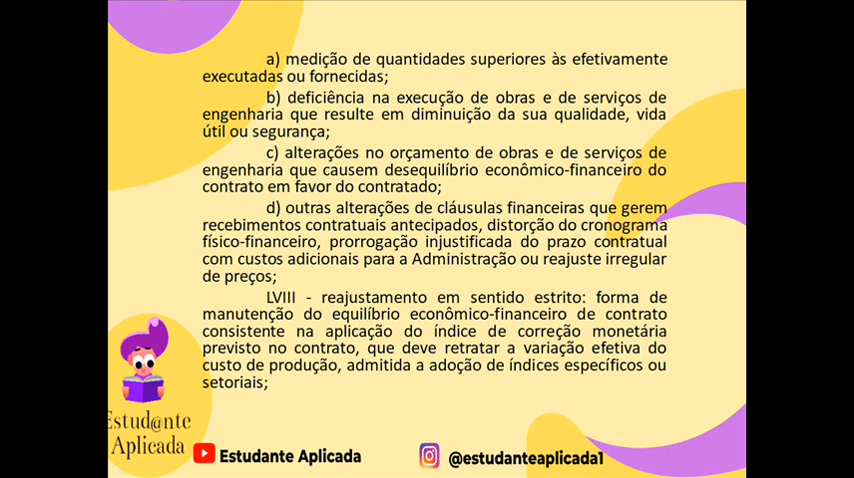 a) medição de quantidades superiores às efetivamente
executadas ou fornecidas;
b) deficiência na execução de obras e de serviços de
engenharia que resulte em diminuição da sua qualidade, vida
útil ou segurança;
c) alterações no orçamento de obras e de serviços de
engenharia que causem desequilíbrio econômico-financeiro do
contrato em favor do contratado;
d) outras alterações de cláusulas financeiras que gerem
recebimentos contratuais antecipados, distorção do cronograma
físico-financeiro, prorrogação injustificada do prazo contratual
com custos adicionais para a Administração ou reajuste irregular
de preços;
LVIII - reajustamento em sentido estrito: forma de
manutenção do equilíbrio econômico-financeiro de contrato
consistente na aplicação do índice de correção monetária
previsto no contrato, que deve retratar a variação efetiva do
custo de produção, admitida a adoção de índices específicos ou
setoriais;
Estud@nte
Aplicada
Estudante Aplicada
@estudanteaplicada1